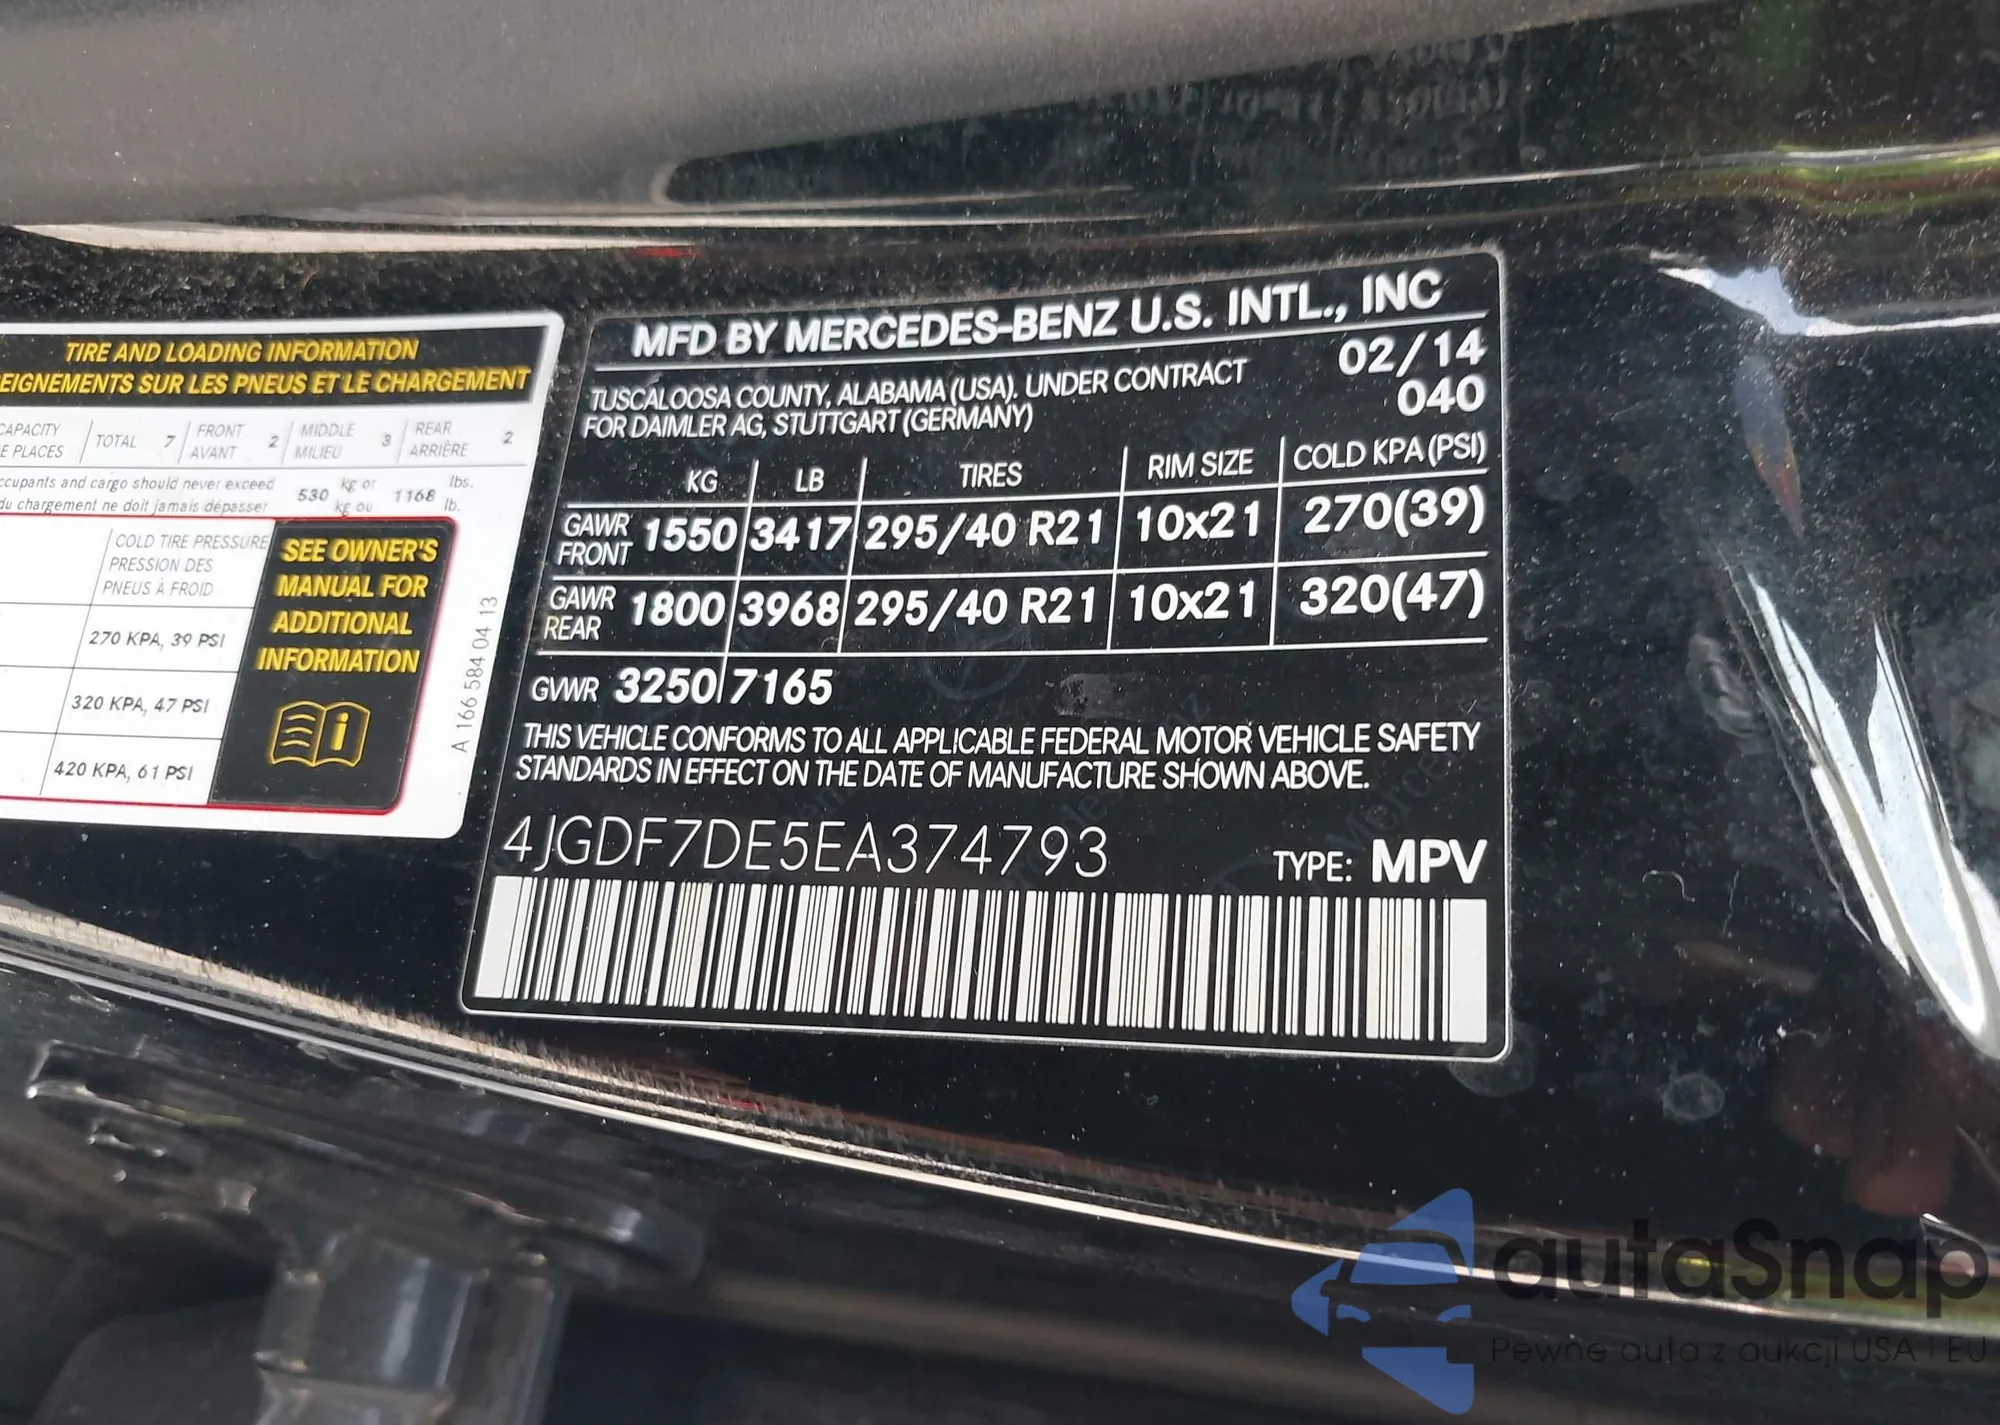 TIRE AND LOADING INFORMATION
EIGNEMENTS SUR LES PNEUS ET LE CHARGEMENT
CAPACITY TOTAL 7 FRONT 2 MIDDLE 3 REAR 2
E PLACES AVANT MILIEU ARRIÈRE
ccupants and cargo should never exceed 530 kg or 1168 lbs.
du chargement ne doit jamais dépasser kg ou lb.
COLD TIRE PRESSURE
PRESSION DES
PNEUS À FROID
270 KPA, 39 PSI
320 KPA, 47 PSI
420 KPA, 61 PSI
SEE OWNER'S
MANUAL FOR
ADDITIONAL
INFORMATION
A 166 584 04 13
MFD BY MERCEDES-BENZ U.S. INTL., INC
TUSCALOOSA COUNTY, ALABAMA (USA). UNDER CONTRACT 02/14
FOR DAIMLER AG, STUTTGART (GERMANY) 040
KG LB TIRES RIM SIZE COLD KPA (PSI)
GAWR FRONT 1550 3417 295/40 R21 10x21 270(39)
GAWR REAR 1800 3968 295/40 R21 10x21 320(47)
GVWR 3250 7165
THIS VEHICLE CONFORMS TO ALL APPLICABLE FEDERAL MOTOR VEHICLE SAFETY
STANDARDS IN EFFECT ON THE DATE OF MANUFACTURE SHOWN ABOVE.
4JGDF7DE5EA374793 TYPE: MPV
autaSnap
Pewne auta z aukcji USA i EU